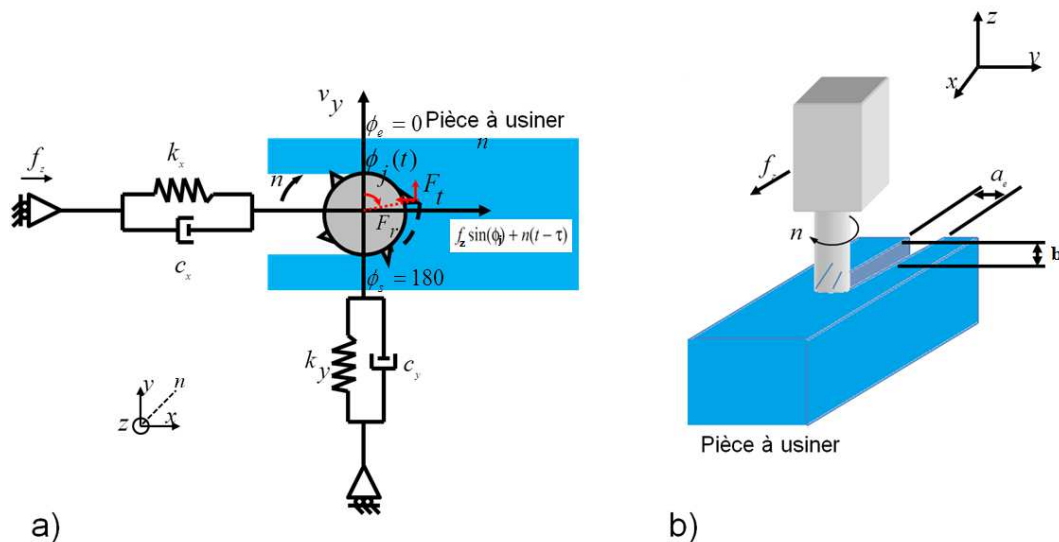 v_y
ϕ_e = 0 Pièce à usiner
n
f_z
k_x
n
ϕ_j(t)
F_t
F_r
f_z sin(ϕ_j) + n(t−τ)
c_x
ϕ_s = 180
k_y
c_y
y n
z x
a)
z
y
x
f_z
a_e
n
b
Pièce à usiner
b)